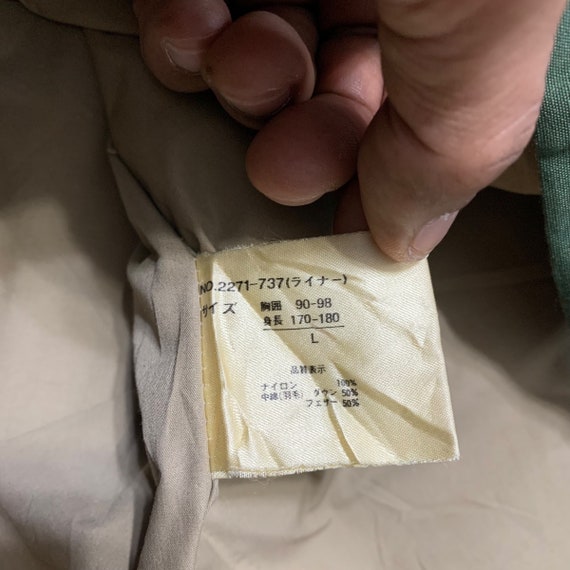 NO.2271-737(ライナー)
サイズ 胸囲 90-98
身長 170-180
L
品質表示
ナイロン 100%
中綿(羽毛) ダウン 50%
フェザー 50%